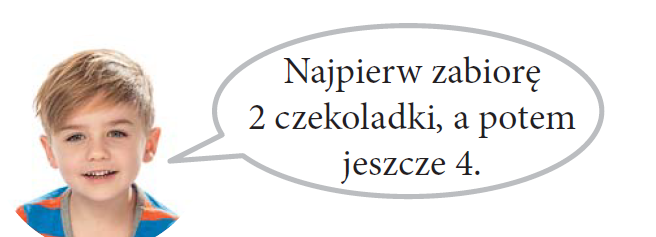 Najpierw zabiorę
2 czekoladki, a potem
jeszcze 4.